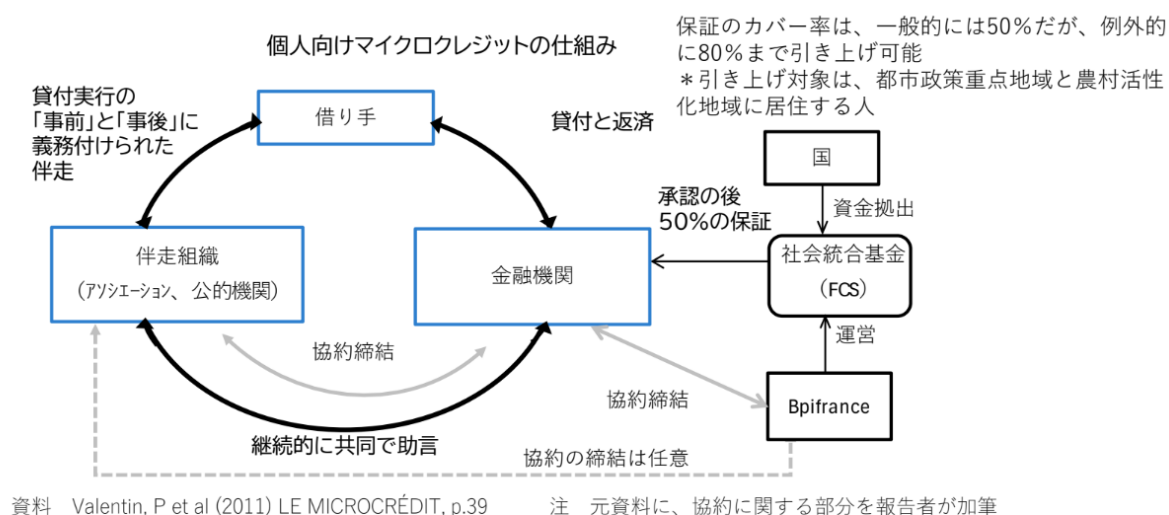 個人向けマイクロクレジットの仕組み
保証のカバー率は、一般的には50%だが、例外的
に80%まで引き上げ可能
＊引き上げ対象は、都市政策重点地域と農村活性
化地域に居住する人
貸付実行の
「事前」と「事後」に
義務付けられた
伴走
借り手
貸付と返済
国
資金拠出
承認の後
50%の保証
伴走組織
（ｱｿｼｴｰｼｮﾝ、公的機関）
金融機関
社会統合基金
（FCS）
運営
協約締結
協約締結
Bpifrance
継続的に共同で助言
協約の締結は任意
資料　Valentin, P et al (2011) LE MICROCRÉDIT, p.39　　注　元資料に、協約に関する部分を報告者が加筆